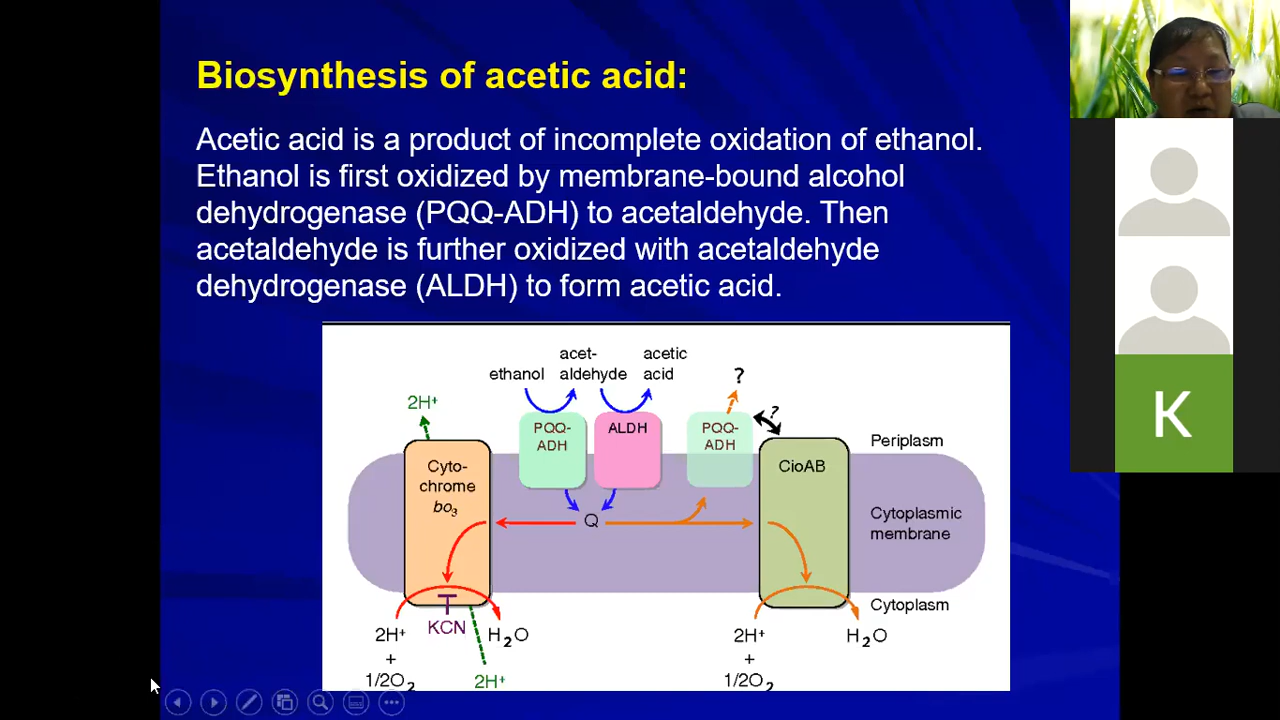 Biosynthesis of acetic acid:
Acetic acid is a product of incomplete oxidation of ethanol.
Ethanol is first oxidized by membrane-bound alcohol
dehydrogenase (PQQ-ADH) to acetaldehyde. Then
acetaldehyde is further oxidized with acetaldehyde
dehydrogenase (ALDH) to form acetic acid.
ethanol
acet-
aldehyde
acetic
acid
?
?
2H⁺
PQQ-
ADH
ALDH
PQQ-
ADH
Cyto-
chrome
bo₃
CioAB
Periplasm
Q
Cytoplasmic
membrane
Cytoplasm
KCN
2H⁺
+
1/2O₂
H₂O
2H⁺
2H⁺
+
1/2O₂
H₂O
K